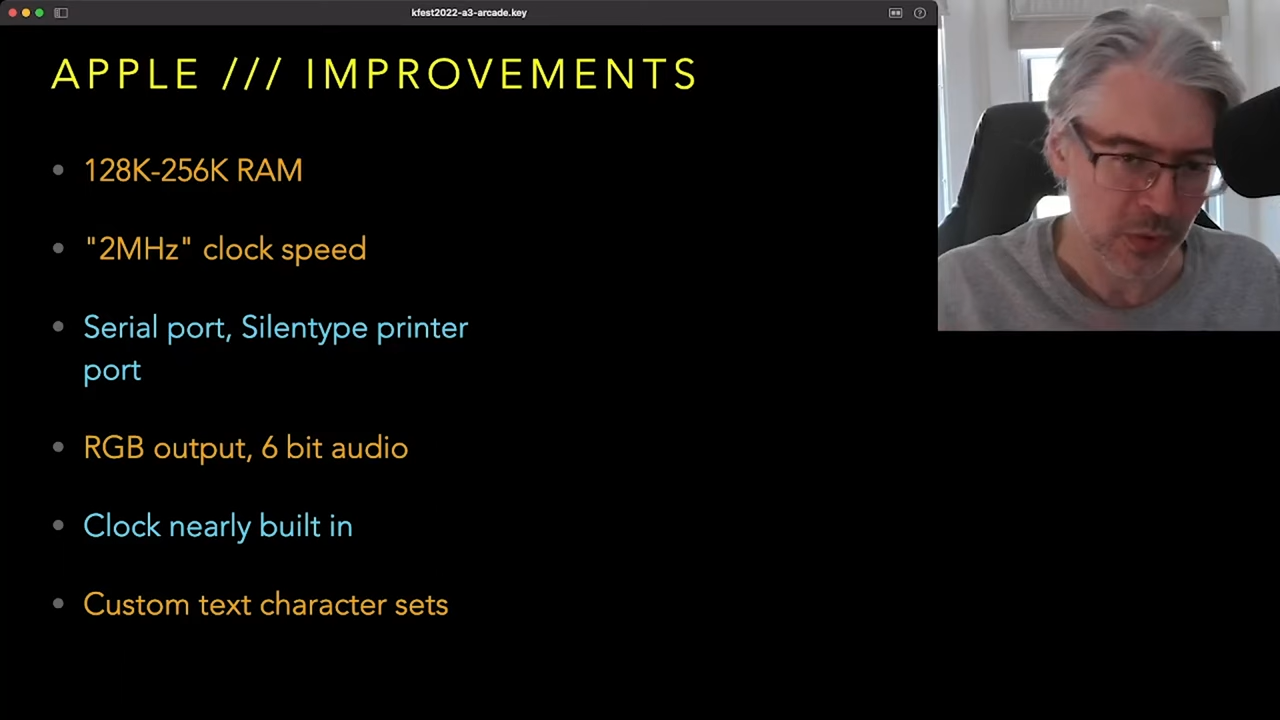 kfest2022-a3-arcade.key
APPLE /// IMPROVEMENTS
128K-256K RAM
"2MHz" clock speed
Serial port, Silentype printer
port
RGB output, 6 bit audio
Clock nearly built in
Custom text character sets